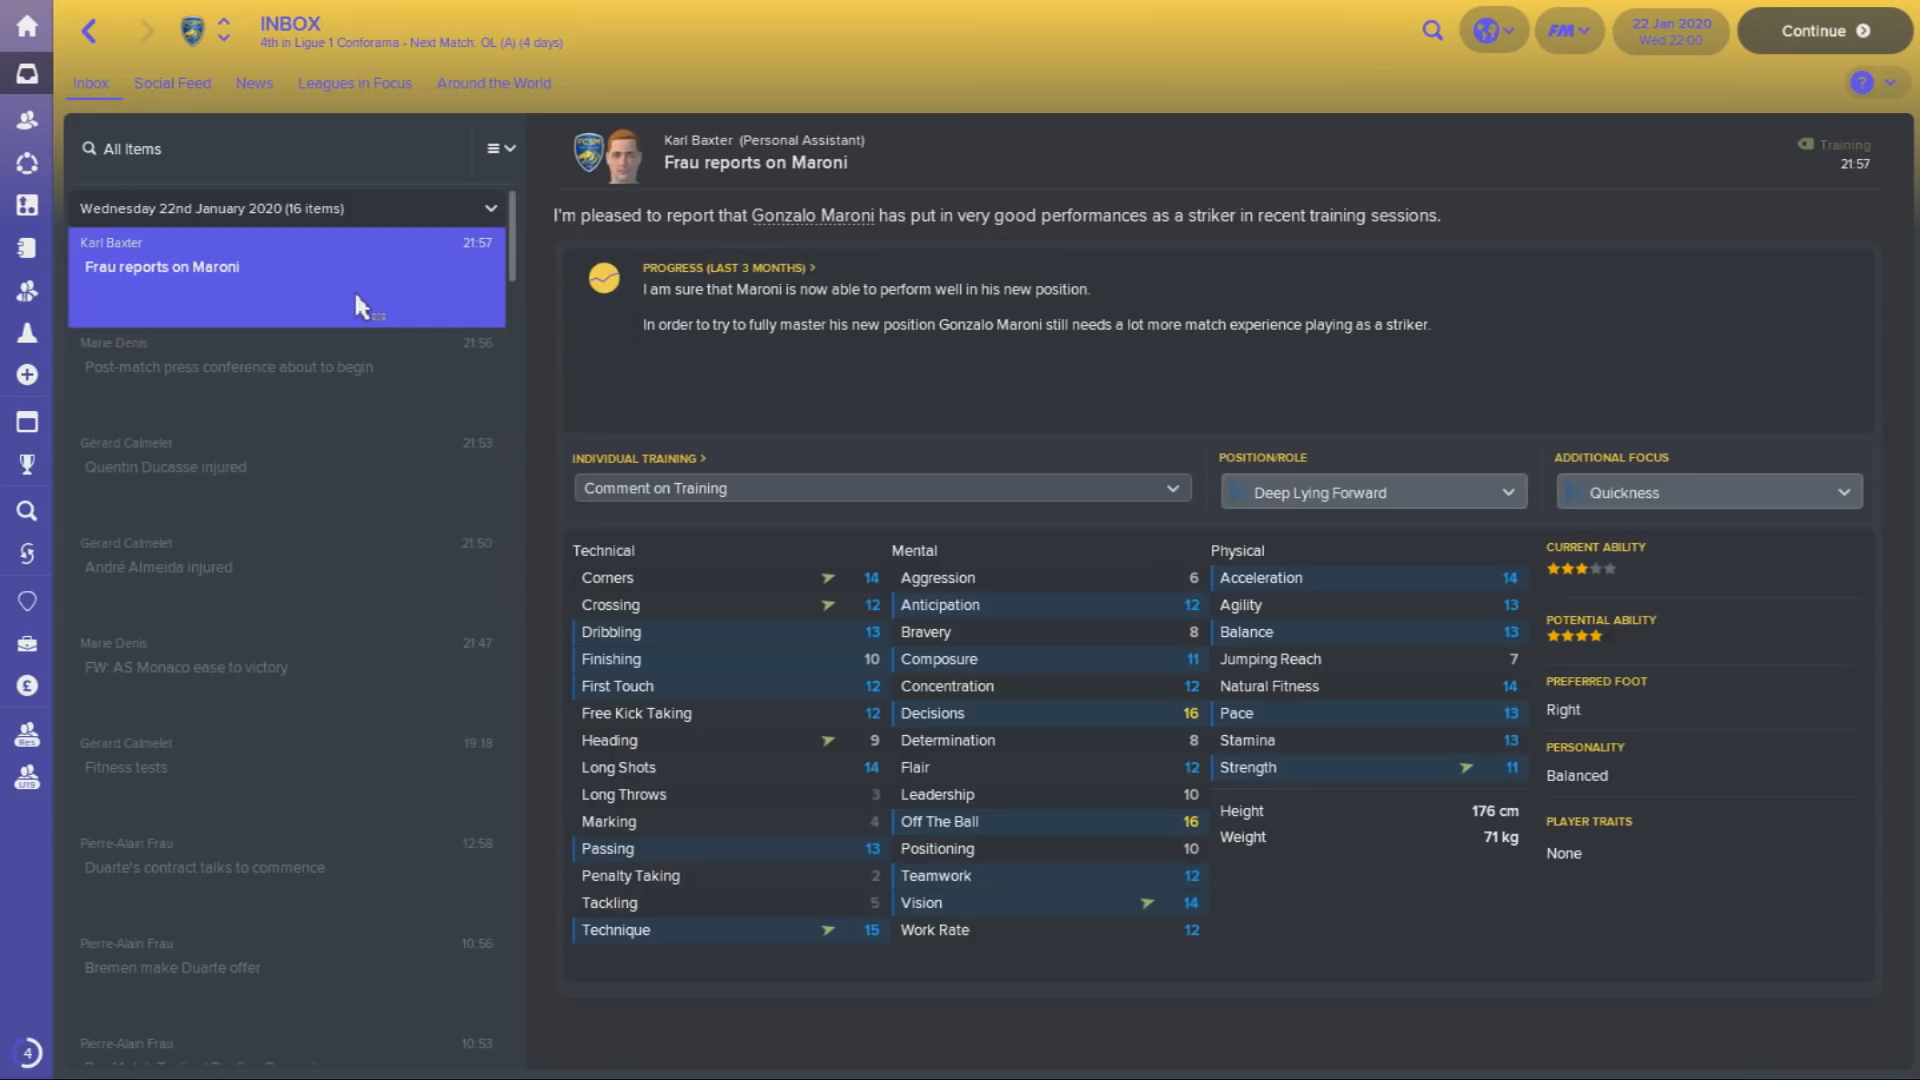 INBOX
4th in Ligue 1 Conforama - Next Match: OL (A) (4 days)
FM
22 Jan 2020
Wed 22:00
Continue
Inbox Social Feed News Leagues in Focus Around the World
?
All Items
Wednesday 22nd January 2020 (16 items)
Karl Baxter 21:57
Frau reports on Maroni
Marie Denis 21:56
Post-match press conference about to begin
Gérard Calmelet 21:53
Quentin Ducasse injured
Gérard Calmelet 21:50
André Almeida injured
Marie Denis 21:47
FW: AS Monaco ease to victory
Gérard Calmelet 19:18
Fitness tests
Pierre-Alain Frau 12:58
Duarte's contract talks to commence
Pierre-Alain Frau 10:56
Bremen make Duarte offer
Pierre-Alain Frau 10:53
Res
U19
4
FCSM
Karl Baxter (Personal Assistant)
Frau reports on Maroni
Training
21:57
I'm pleased to report that Gonzalo Maroni has put in very good performances as a striker in recent training sessions.
PROGRESS (LAST 3 MONTHS) >
I am sure that Maroni is now able to perform well in his new position.
In order to try to fully master his new position Gonzalo Maroni still needs a lot more match experience playing as a striker.
INDIVIDUAL TRAINING > POSITION/ROLE ADDITIONAL FOCUS
Comment on Training Deep Lying Forward Quickness
Technical
Corners 14
Crossing 12
Dribbling 13
Finishing 10
First Touch 12
Free Kick Taking 12
Heading 9
Long Shots 14
Long Throws 3
Marking 4
Passing 13
Penalty Taking 2
Tackling 5
Technique 15
Mental
Aggression 6
Anticipation 12
Bravery 8
Composure 11
Concentration 12
Decisions 16
Determination 8
Flair 12
Leadership 10
Off The Ball 16
Positioning 10
Teamwork 12
Vision 14
Work Rate 12
Physical
Acceleration 14
Agility 13
Balance 13
Jumping Reach 7
Natural Fitness 14
Pace 13
Stamina 13
Strength 11
Height 176 cm
Weight 71 kg
CURRENT ABILITY
POTENTIAL ABILITY
PREFERRED FOOT
Right
PERSONALITY
Balanced
PLAYER TRAITS
None